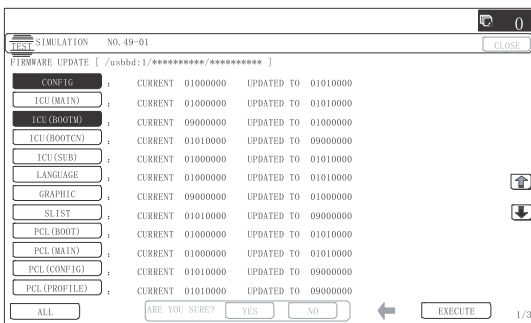 0
TEST SIMULATION NO. 49-01 CLOSE
FIRMWARE UPDATE [ /usbbd:1/**********/********** ]
CONFIG : CURRENT 01000000 UPDATED TO 01010000
ICU(MAIN) : CURRENT 01000000 UPDATED TO 01010000
ICU(BOOTM) : CURRENT 09000000 UPDATED TO 01000000
ICU(BOOTCN) : CURRENT 01010000 UPDATED TO 09000000
ICU(SUB) : CURRENT 01000000 UPDATED TO 01010000
LANGUAGE : CURRENT 01000000 UPDATED TO 01010000
GRAPHIC : CURRENT 09000000 UPDATED TO 01000000
SLIST : CURRENT 01010000 UPDATED TO 09000000
PCL(BOOT) : CURRENT 01000000 UPDATED TO 01010000
PCL(MAIN) : CURRENT 01000000 UPDATED TO 01010000
PCL(CONFIG) : CURRENT 01010000 UPDATED TO 09000000
PCL(PROFILE) : CURRENT 01010000 UPDATED TO 09000000
ALL ARE YOU SURE? YES NO EXECUTE 1/3